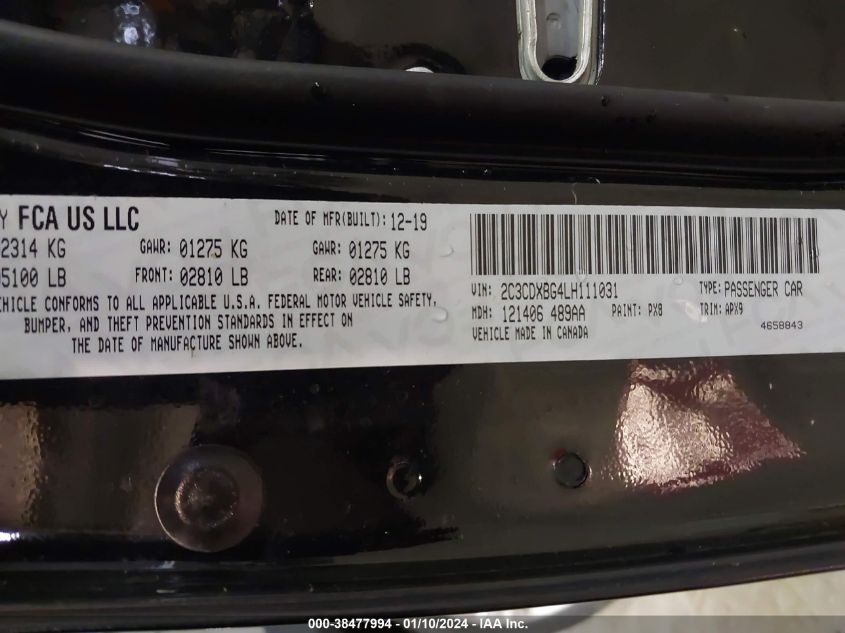 Y FCA US LLC
DATE OF MFR(BUILT): 12-19
2314 KG GAWR: 01275 KG GAWR: 01275 KG
05100 LB FRONT: 02810 LB REAR: 02810 LB
EHICLE CONFORMS TO ALL APPLICABLE U.S.A. FEDERAL MOTOR VEHICLE SAFETY,
BUMPER, AND THEFT PREVENTION STANDARDS IN EFFECT ON
THE DATE OF MANUFACTURE SHOWN ABOVE.
VIN: 2C3CDXBG4LH111031 TYPE: PASSENGER CAR
MDH: 121406 489AA PAINT: PX8 TRIM: APX9
VEHICLE MADE IN CANADA 4658843
000-38477994 - 01/10/2024 - IAA Inc.